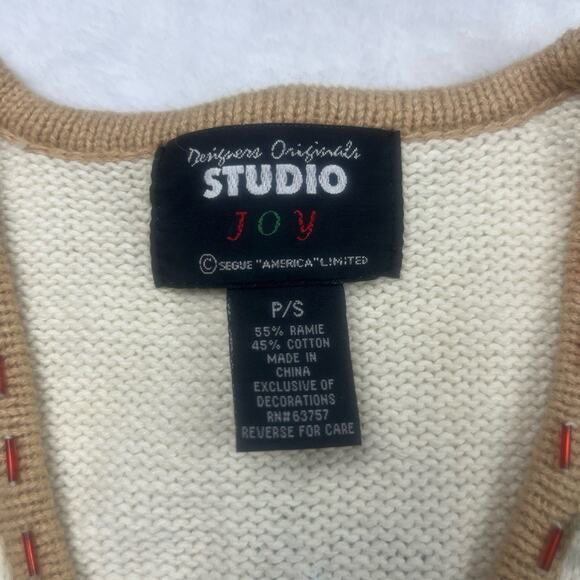 Designers Originals
STUDIO
JOY
© SEGUE "AMERICA" LIMITED
P/S
55% RAMIE
45% COTTON
MADE IN
CHINA
EXCLUSIVE OF
DECORATIONS
RN#63757
REVERSE FOR CARE